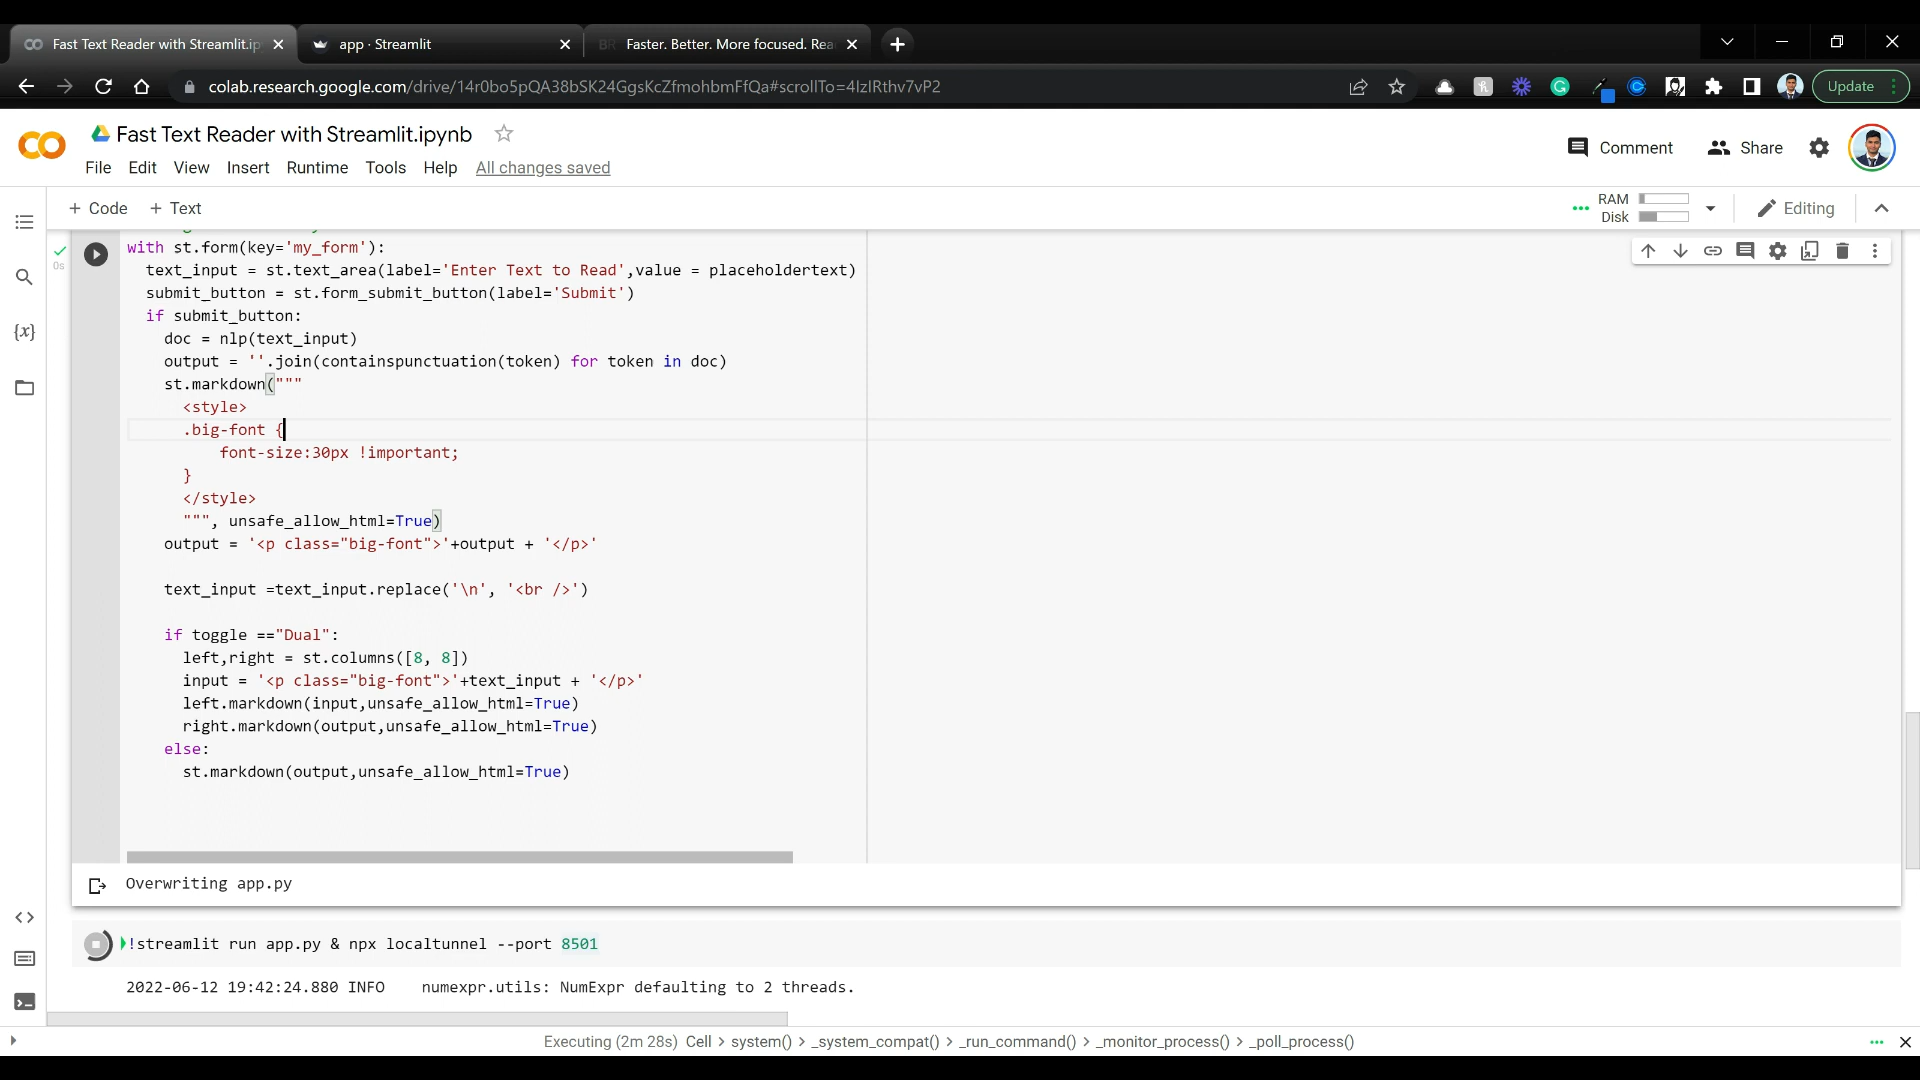 Fast Text Reader with Streamlit.ip
app · Streamlit
Faster. Better. More focused. Rea
colab.research.google.com/drive/14r0bo5pQA38bSK24GgsKcZfmohbmFfQa#scrollTo=4IzIRthv7vP2
Update
Fast Text Reader with Streamlit.ipynb
Comment
Share
File Edit View Insert Runtime Tools Help All changes saved
+ Code + Text
RAM
Disk
Editing
0s
with st.form(key='my_form'):
text_input = st.text_area(label='Enter Text to Read',value = placeholdertext)
submit_button = st.form_submit_button(label='Submit')
if submit_button:
doc = nlp(text_input)
output = ''.join(containspunctuation(token) for token in doc)
st.markdown("""
<style>
.big-font {
font-size:30px !important;
}
</style>
""", unsafe_allow_html=True)
output = '<p class="big-font">'+output + '</p>'
text_input =text_input.replace('\n', '<br />')
if toggle =="Dual":
left,right = st.columns([8, 8])
input = '<p class="big-font">'+text_input + '</p>'
left.markdown(input,unsafe_allow_html=True)
right.markdown(output,unsafe_allow_html=True)
else:
st.markdown(output,unsafe_allow_html=True)
Overwriting app.py
!streamlit run app.py & npx localtunnel --port 8501
2022-06-12 19:42:24.880 INFO numexpr.utils: NumExpr defaulting to 2 threads.
Executing (2m 28s) Cell > system() > _system_compat() > _run_command() > _monitor_process() > _poll_process()